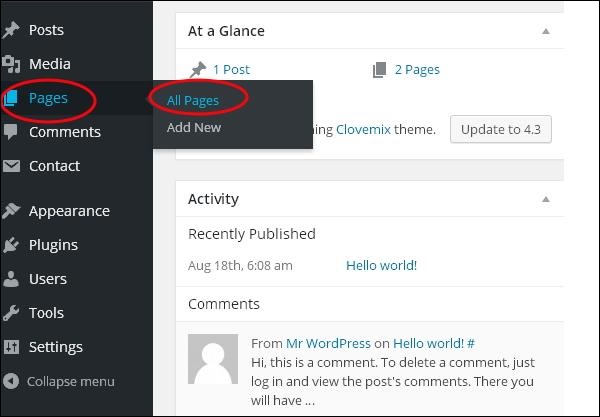 Posts
Media
Pages
Comments
Contact
Appearance
Plugins
Users
Tools
Settings
Collapse menu
All Pages
Add New
At a Glance
1 Post
2 Pages
Clovemix theme.
Update to 4.3
Activity
Recently Published
Aug 18th, 6:08 am
Hello world!
Comments
From Mr WordPress on Hello world! #
Hi, this is a comment. To delete a comment, just
log in and view the post's comments. There you
will have ...